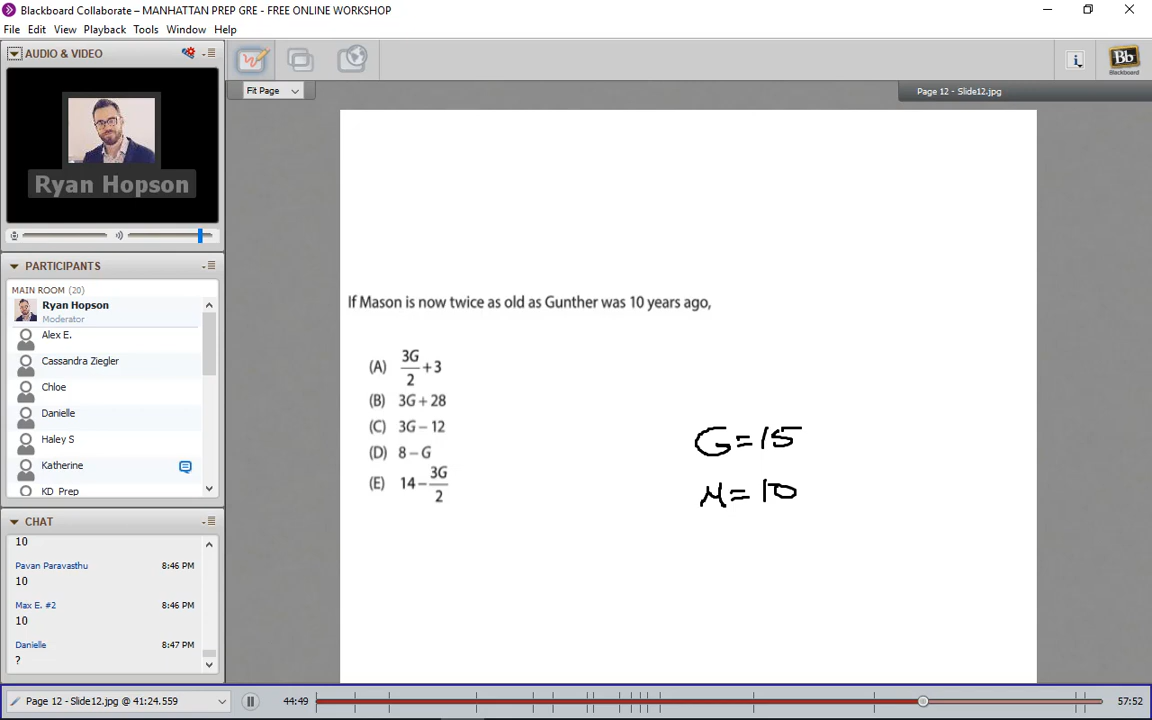 Blackboard Collaborate – MANHATTAN PREP GRE - FREE ONLINE WORKSHOP
File Edit View Playback Tools Window Help
AUDIO & VIDEO
Ryan Hopson
PARTICIPANTS
MAIN ROOM (20)
Ryan Hopson
Moderator
Alex E.
Cassandra Ziegler
Chloe
Danielle
Haley S
Katherine
KD Prep
CHAT
10
Pavan Paravasthu 8:46 PM
10
Max E. #2 8:46 PM
10
Danielle 8:47 PM
?
Fit Page
i
Bb
Blackboard
Page 12 - Slide12.jpg
If Mason is now twice as old as Gunther was 10 years ago,
(A) 3G/2 + 3
(B) 3G + 28
(C) 3G – 12
(D) 8 – G
(E) 14 – 3G/2
G = 15
M = 10
Page 12 - Slide12.jpg @ 41:24.559 44:49 57:52